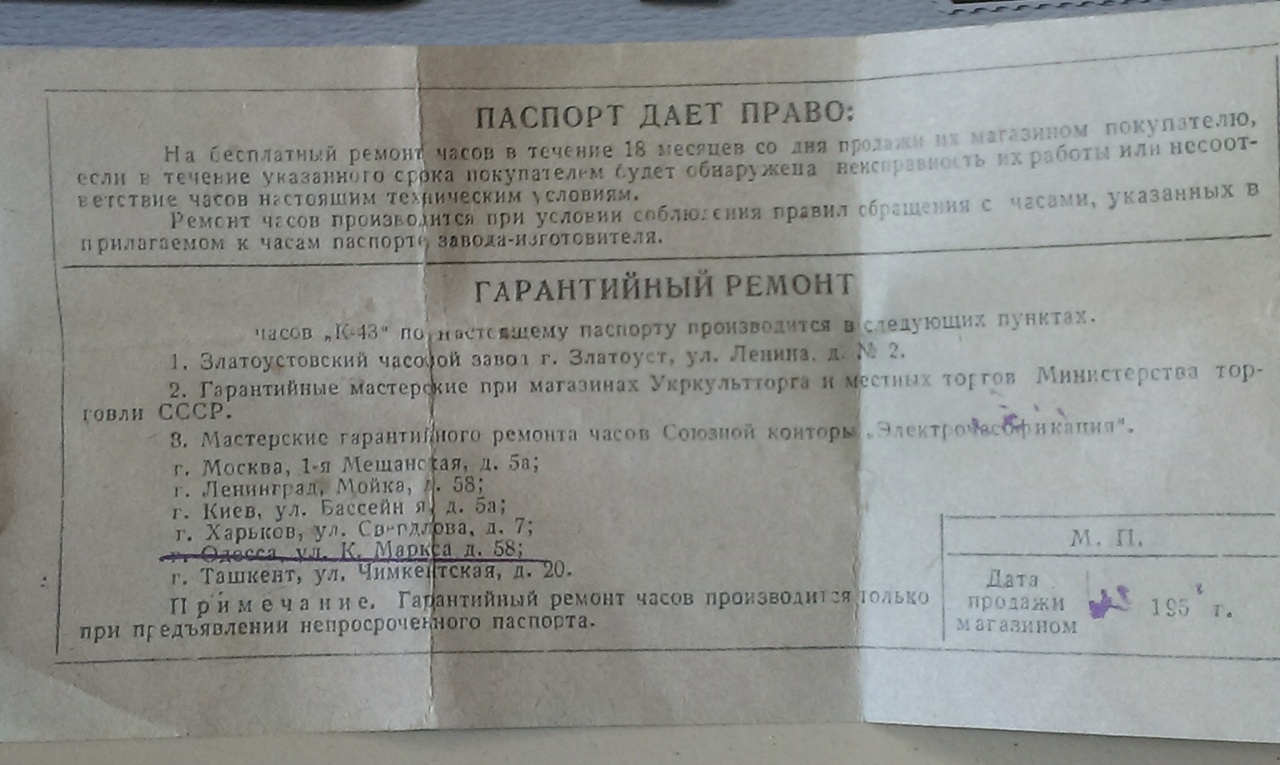 ПАСПОРТ ДАЕТ ПРАВО:
На бесплатный ремонт часов в течение 18 месяцев со дня продажи их магазином покупателю,
если в течение указанного срока покупателем будет обнаружена неисправность их работы или несоот-
ветствие часов настоящим техническим условиям.
Ремонт часов производится при условии соблюдения правил обращения с часами, указанных в
прилагаемом к часам паспорте завода-изготовителя.
ГАРАНТИЙНЫЙ РЕМОНТ
часов „К-43“ по настоящему паспорту производится в следующих пунктах.
1. Златоустовский часовой завод г. Златоуст, ул. Ленина, д. № 2.
2. Гарантийные мастерские при магазинах Укркультторга и местных торгов Министерства тор-
говли СССР.
3. Мастерские гарантийного ремонта часов Союзной конторы „Электрочасофикация“.
г. Москва, 1-я Мещанская, д. 5а;
г. Ленинград, Мойка, д. 58;
г. Киев, ул. Бассейная, д. 5а;
г. Харьков, ул. Свердлова, д. 7;
г. Одесса, ул. К. Маркса д. 58;
г. Ташкент, ул. Чимкентская, д. 20.
Примечание. Гарантийный ремонт часов производится только
при предъявлении непросроченного паспорта.
М. П.
Дата
продажи 195 г.
магазином